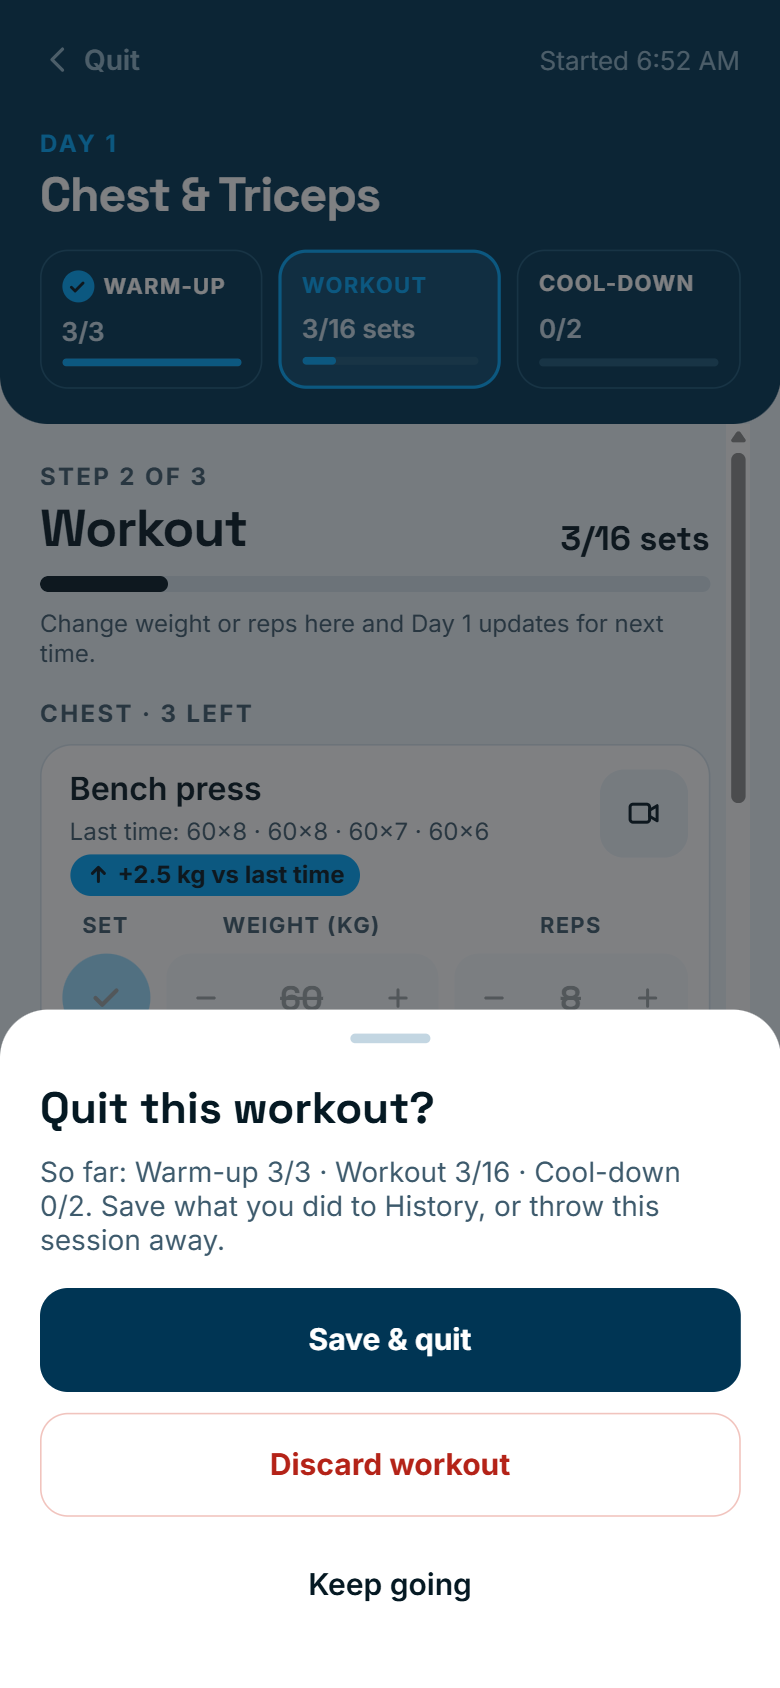 Quit
Started 6:52 AM
DAY 1
Chest & Triceps
WARM-UP
3/3
WORKOUT
3/16 sets
COOL-DOWN
0/2
STEP 2 OF 3
Workout
3/16 sets
Change weight or reps here and Day 1 updates for next
time.
CHEST · 3 LEFT
Bench press
Last time: 60×8 · 60×8 · 60×7 · 60×6
↑ +2.5 kg vs last time
SET
WEIGHT (KG)
REPS
− 60 +
− 8 +
Quit this workout?
So far: Warm-up 3/3 · Workout 3/16 · Cool-down
0/2. Save what you did to History, or throw this
session away.
Save & quit
Discard workout
Keep going